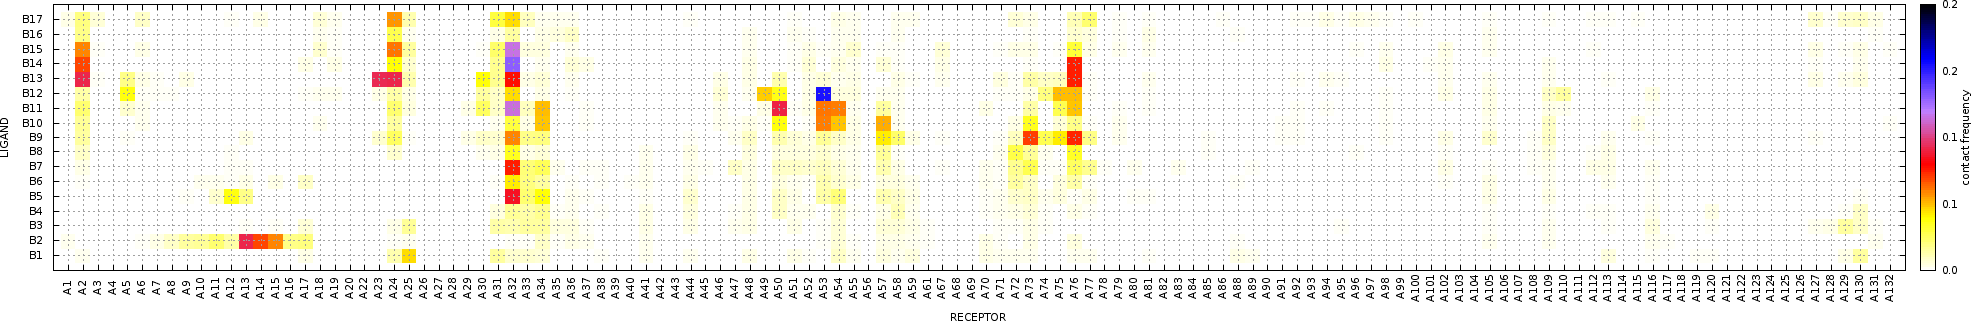 B17
B16
B15
B14
B13
B12
B11
B10
B9
B8
B7
B6
B5
B4
B3
B2
B1
LIGAND
A1 A2 A3 A4 A5 A6 A7 A8 A9 A10 A11 A12 A13 A14 A15 A16 A17 A18 A19 A20 A22 A23 A24 A25 A26 A27 A28 A29 A30 A31 A32 A33 A34 A35 A36 A37 A38 A39 A40 A41 A42 A43 A44 A45 A46 A47 A48 A49 A50 A51 A52 A53 A54 A55 A56 A57 A58 A59 A61 A67 A68 A69 A70 A71 A72 A73 A74 A75 A76 A77 A78 A79 A80 A81 A82 A83 A84 A85 A86 A88 A89 A90 A91 A92 A93 A94 A95 A96 A97 A98 A99 A100 A101 A102 A103 A104 A105 A106 A107 A108 A109 A110 A111 A112 A113 A114 A115 A116 A117 A118 A119 A120 A121 A122 A123 A124 A125 A126 A127 A128 A129 A130 A131 A132
RECEPTOR
0.2
0.2
0.1
0.1
0.0
contact frequency